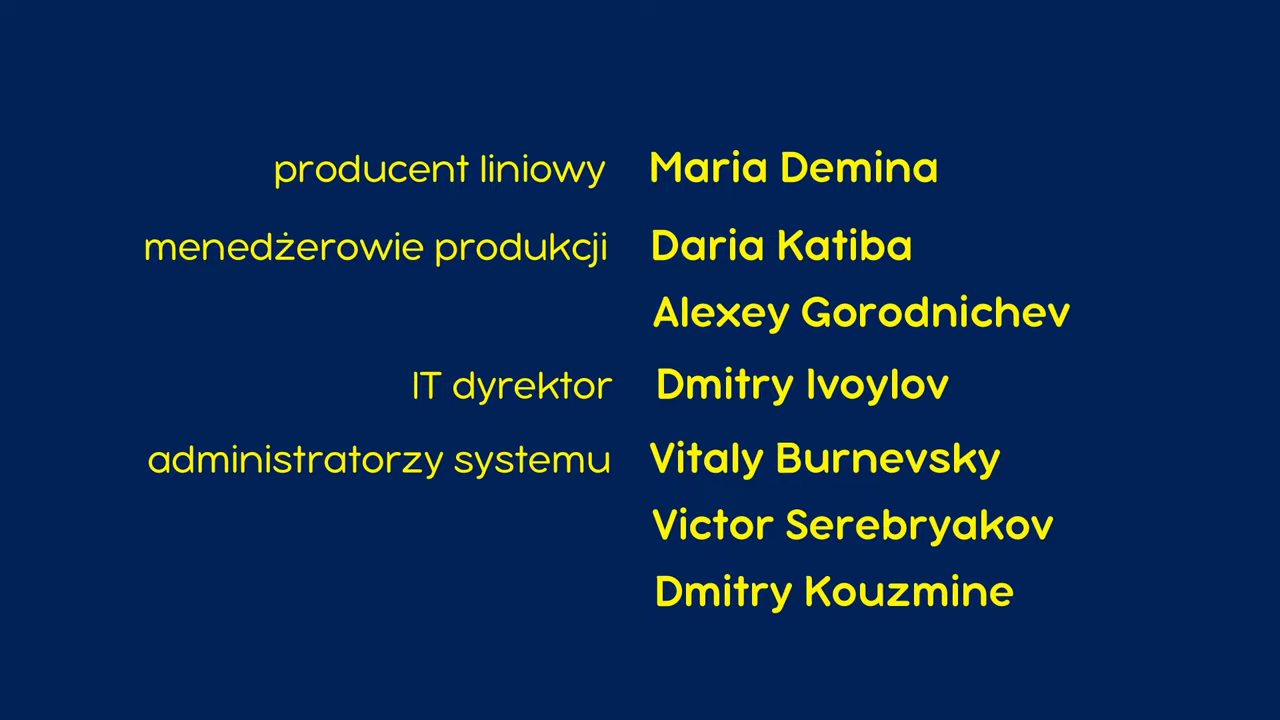 producent liniowy Maria Demina
menedżerowie produkcji Daria Katiba
Alexey Gorodnichev
IT dyrektor Dmitry Ivoylov
administratorzy systemu Vitaly Burnevsky
Victor Serebryakov
Dmitry Kouzmine